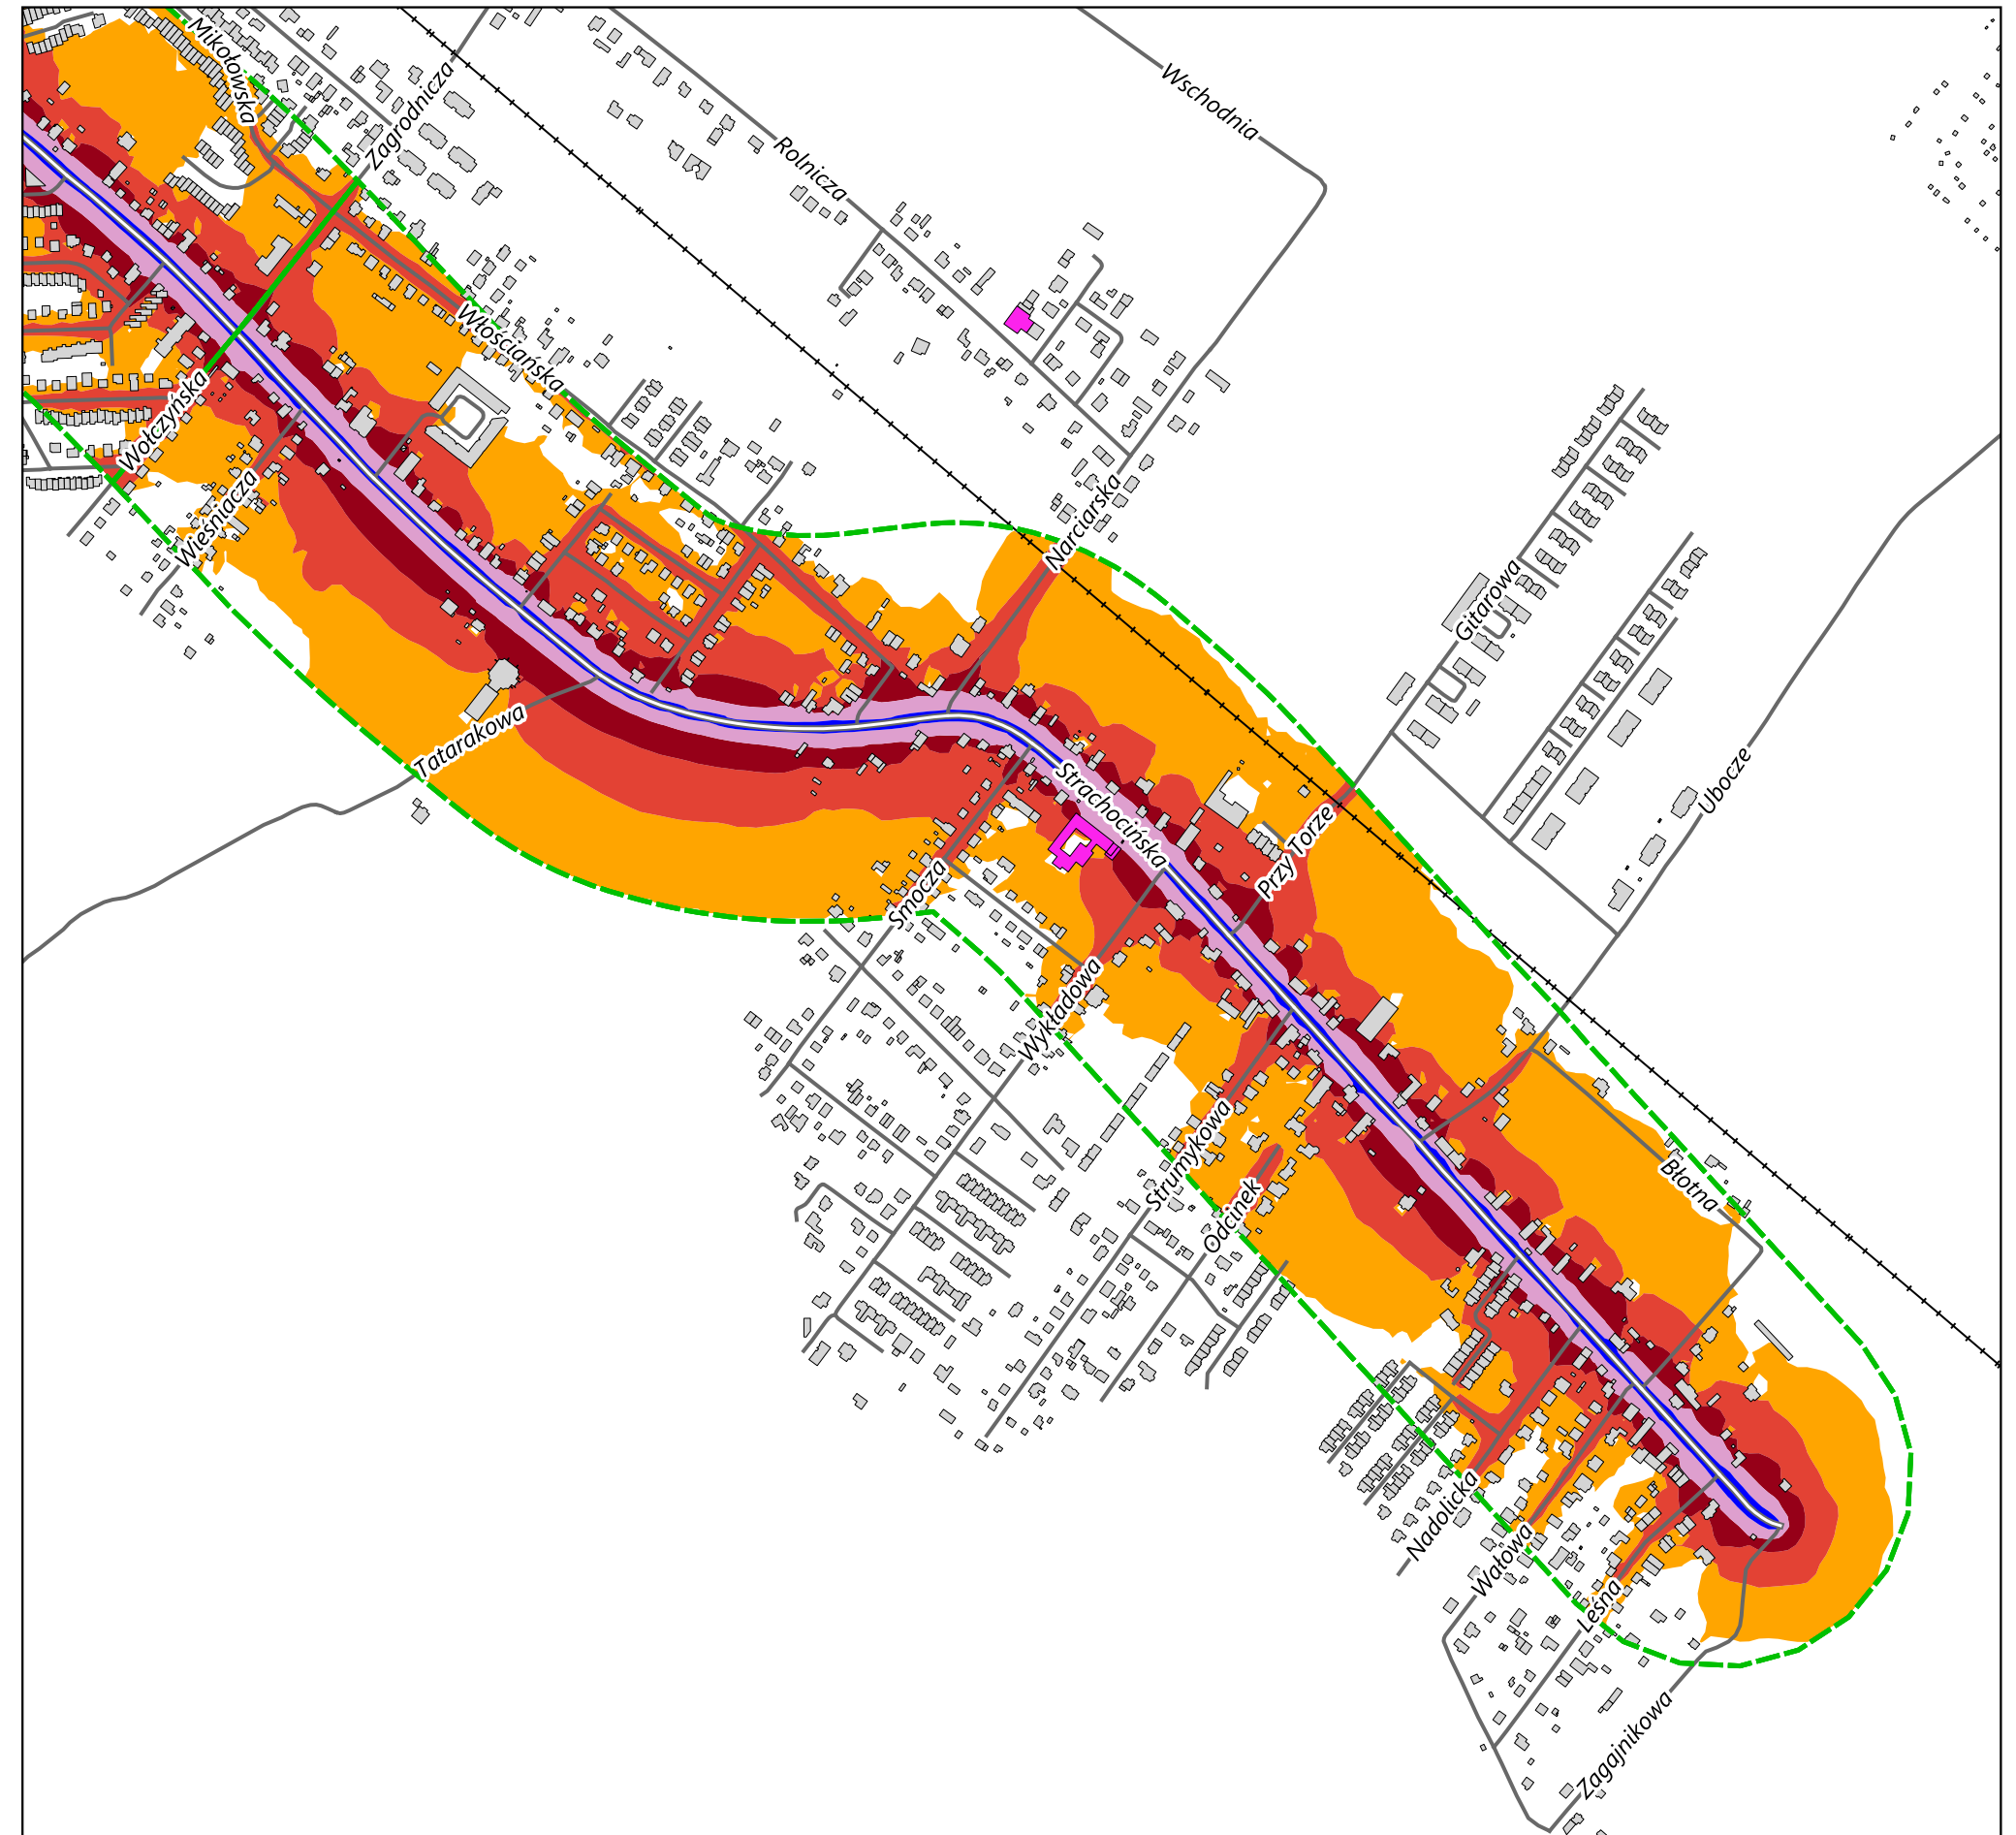 Mikołowska
Zagrodnicza
Wschodnia
Rolnicza
Włościańska
Wołczyńska
Wieśniacza
Narciarska
Gitarowa
Tatarakowa
Strachocińska
Ubocze
Przy Torze
Smocza
Wykładowa
Strumykowa
Odcinek
Błotna
Nadolicka
Wałowa
Leśna
Zagajnikowa